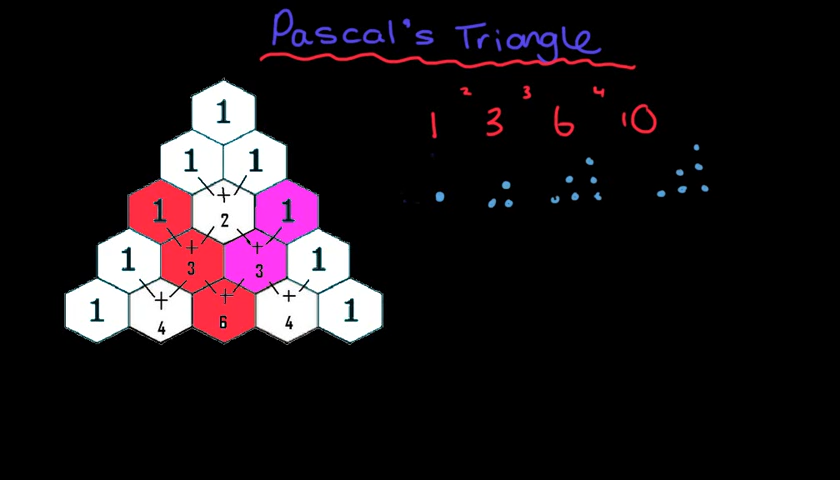 Pascal's Triangle
1
1 1
1 + 2 1
1 + 3 + 3 1
1 + 4 + 6 + 4 1
2 3 4
1 3 6 10